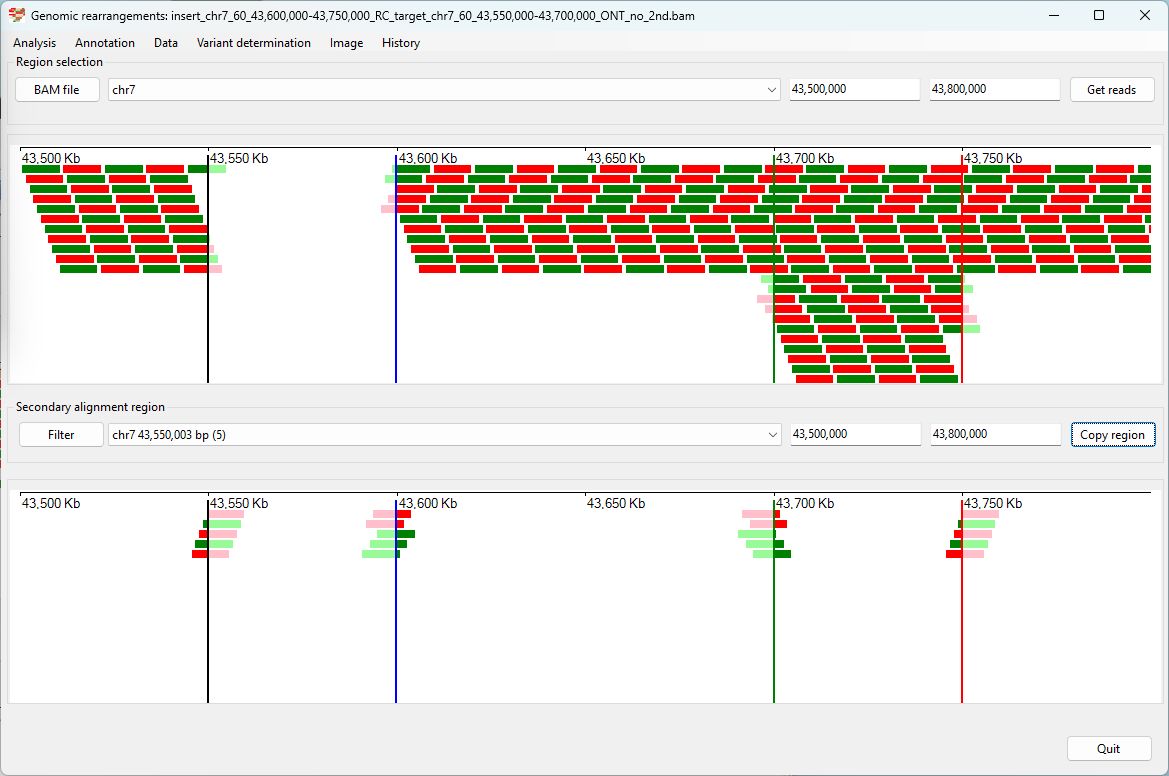 Genomic rearrangements: insert_chr7_60_43,600,000-43,750,000_RC_target_chr7_60_43,550,000-43,700,000_ONT_no_2nd.bam
Analysis Annotation Data Variant determination Image History
Region selection
BAM file chr7 43,500,000 43,800,000 Get reads
43,500 Kb 43,550 Kb 43,600 Kb 43,650 Kb 43,700 Kb 43,750 Kb
Secondary alignment region
Filter chr7 43,550,003 bp (5) 43,500,000 43,800,000 Copy region
43,500 Kb 43,550 Kb 43,600 Kb 43,650 Kb 43,700 Kb 43,750 Kb
Quit